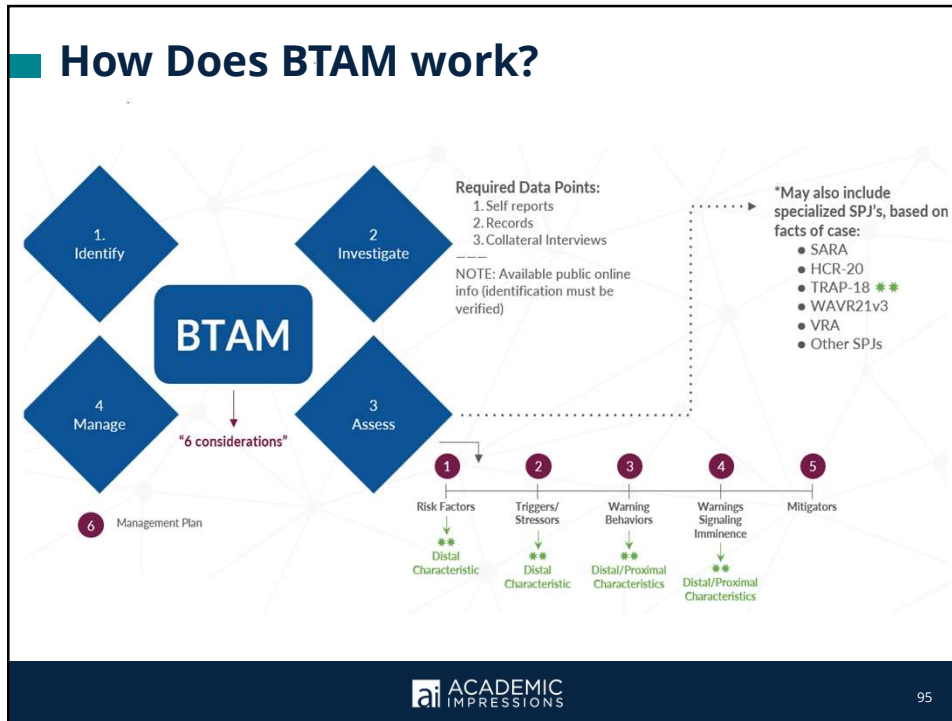 How Does BTAM work?
1.
Identify
2
Investigate
BTAM
4
Manage
3
Assess
"6 considerations"
6
Management Plan
Required Data Points:
1. Self reports
2. Records
3. Collateral Interviews
———
NOTE: Available public online
info (identification must be
verified)
*May also include
specialized SPJ's, based on
facts of case:
● SARA
● HCR-20
● TRAP-18 **
● WAVR21v3
● VRA
● Other SPJs
1
Risk Factors
**
Distal
Characteristic
2
Triggers/
Stressors
**
Distal
Characteristic
3
Warning
Behaviors
**
Distal/Proximal
Characteristics
4
Warnings
Signaling
Imminence
**
Distal/Proximal
Characteristics
5
Mitigators
ai ACADEMIC
IMPRESSIONS
95